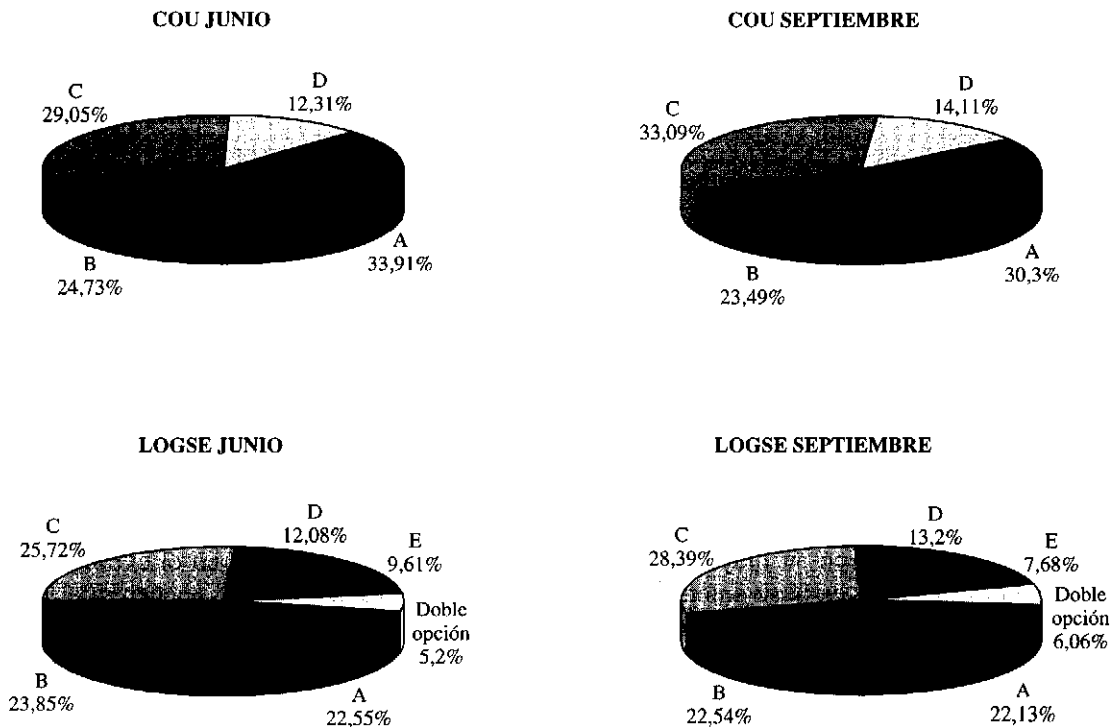 COU JUNIO
C
29,05%
D
12,31%
B
24,73%
A
33,91%
COU SEPTIEMBRE
C
33,09%
D
14,11%
B
23,49%
A
30,3%
LOGSE JUNIO
C
25,72%
D
12,08%
E
9,61%
Doble
opción
5,2%
B
23,85%
A
22,55%
LOGSE SEPTIEMBRE
C
28,39%
D
13,2%
E
7,68%
Doble
opción
6,06%
B
22,54%
A
22,13%